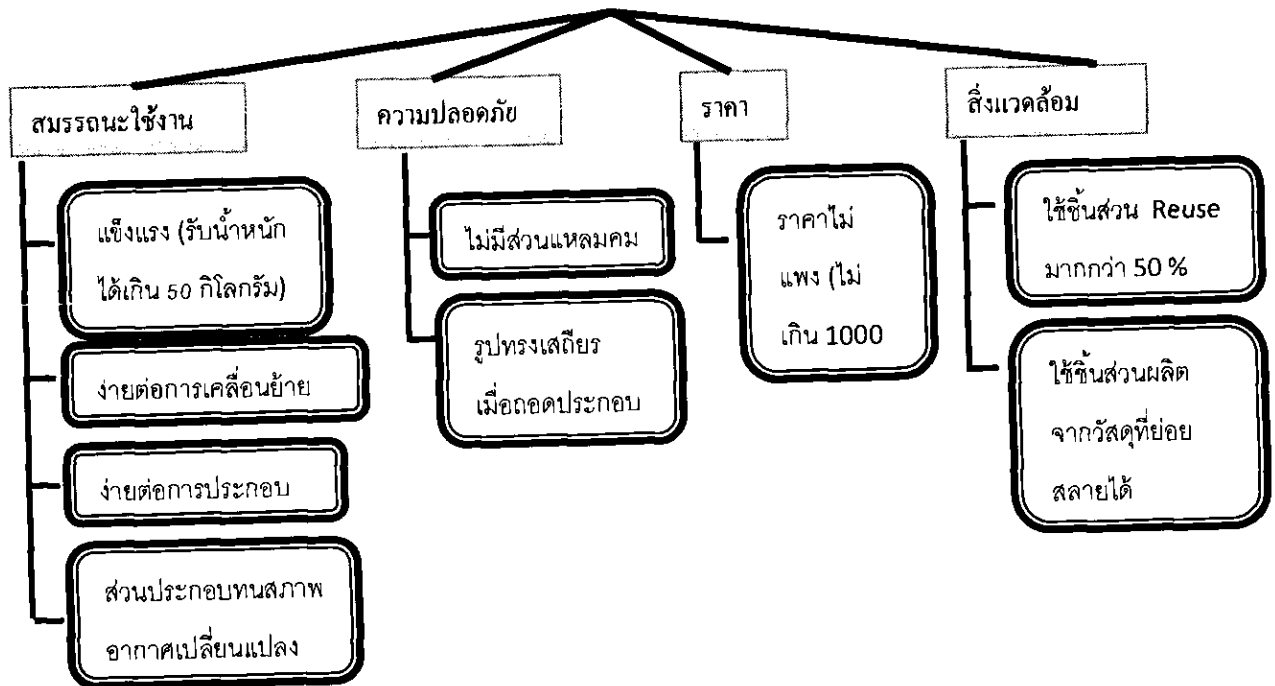 สมรรถนะใช้งาน
แข็งแรง (รับน้ำหนัก
ได้เกิน 50 กิโลกรัม)
ง่ายต่อการเคลื่อนย้าย
ง่ายต่อการประกอบ
ส่วนประกอบทนสภาพ
อากาศเปลี่ยนแปลง
ความปลอดภัย
ไม่มีส่วนแหลมคม
รูปทรงเสถียร
เมื่อถอดประกอบ
ราคา
ราคาไม่
แพง (ไม่
เกิน 1000
สิ่งแวดล้อม
ใช้ชิ้นส่วน Reuse
มากกว่า 50 %
ใช้ชิ้นส่วนผลิต
จากวัสดุที่ย่อย
สลายได้